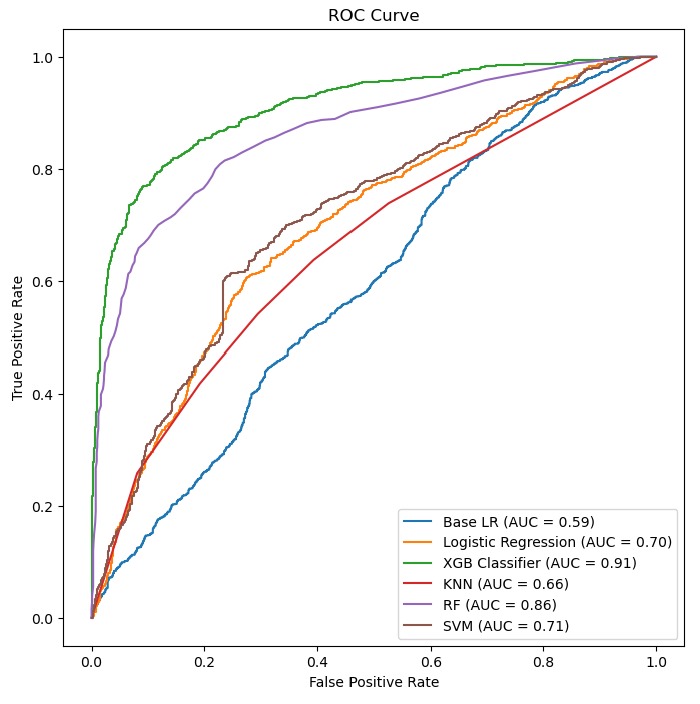 ROC Curve
1.0
0.8
0.6
0.4
0.2
0.0
True Positive Rate
Base LR (AUC = 0.59)
Logistic Regression (AUC = 0.70)
XGB Classifier (AUC = 0.91)
KNN (AUC = 0.66)
RF (AUC = 0.86)
SVM (AUC = 0.71)
0.0 0.2 0.4 0.6 0.8 1.0
False Positive Rate